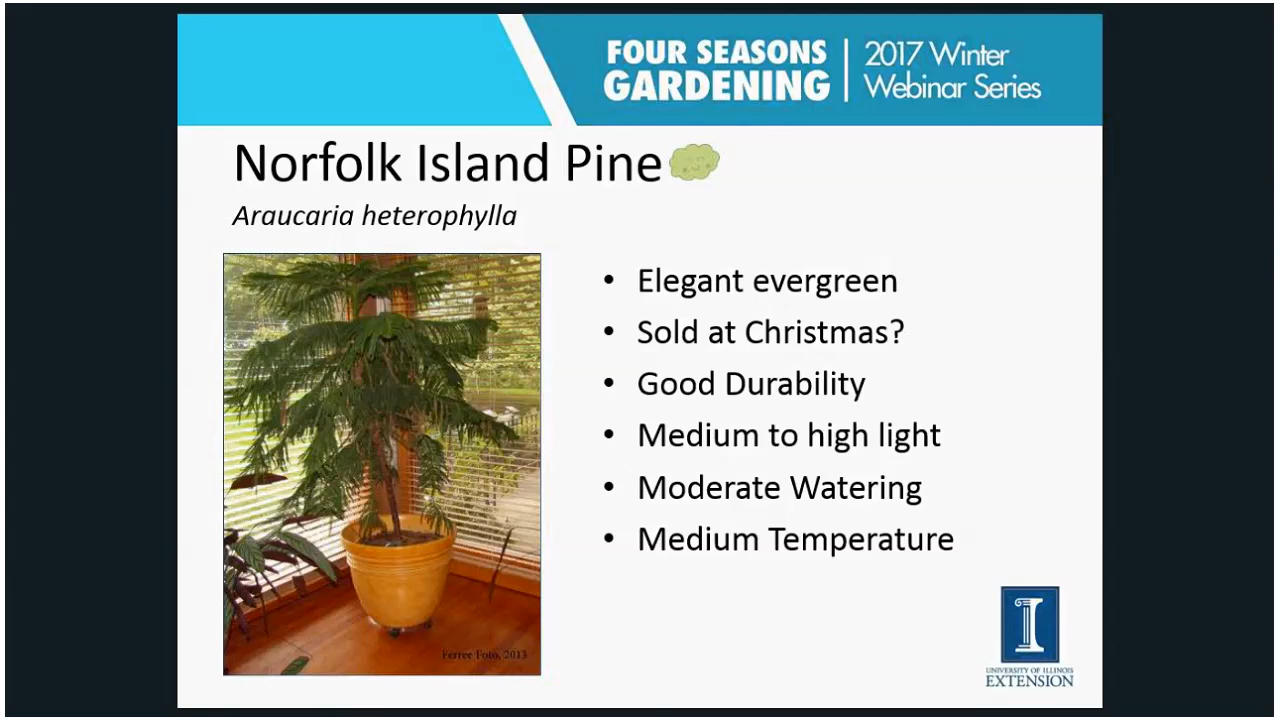 FOUR SEASONS
GARDENING
2017 Winter
Webinar Series
Norfolk Island Pine
Araucaria heterophylla
• Elegant evergreen
• Sold at Christmas?
• Good Durability
• Medium to high light
• Moderate Watering
• Medium Temperature
Ferree Foto, 2013
I
UNIVERSITY OF ILLINOIS
EXTENSION